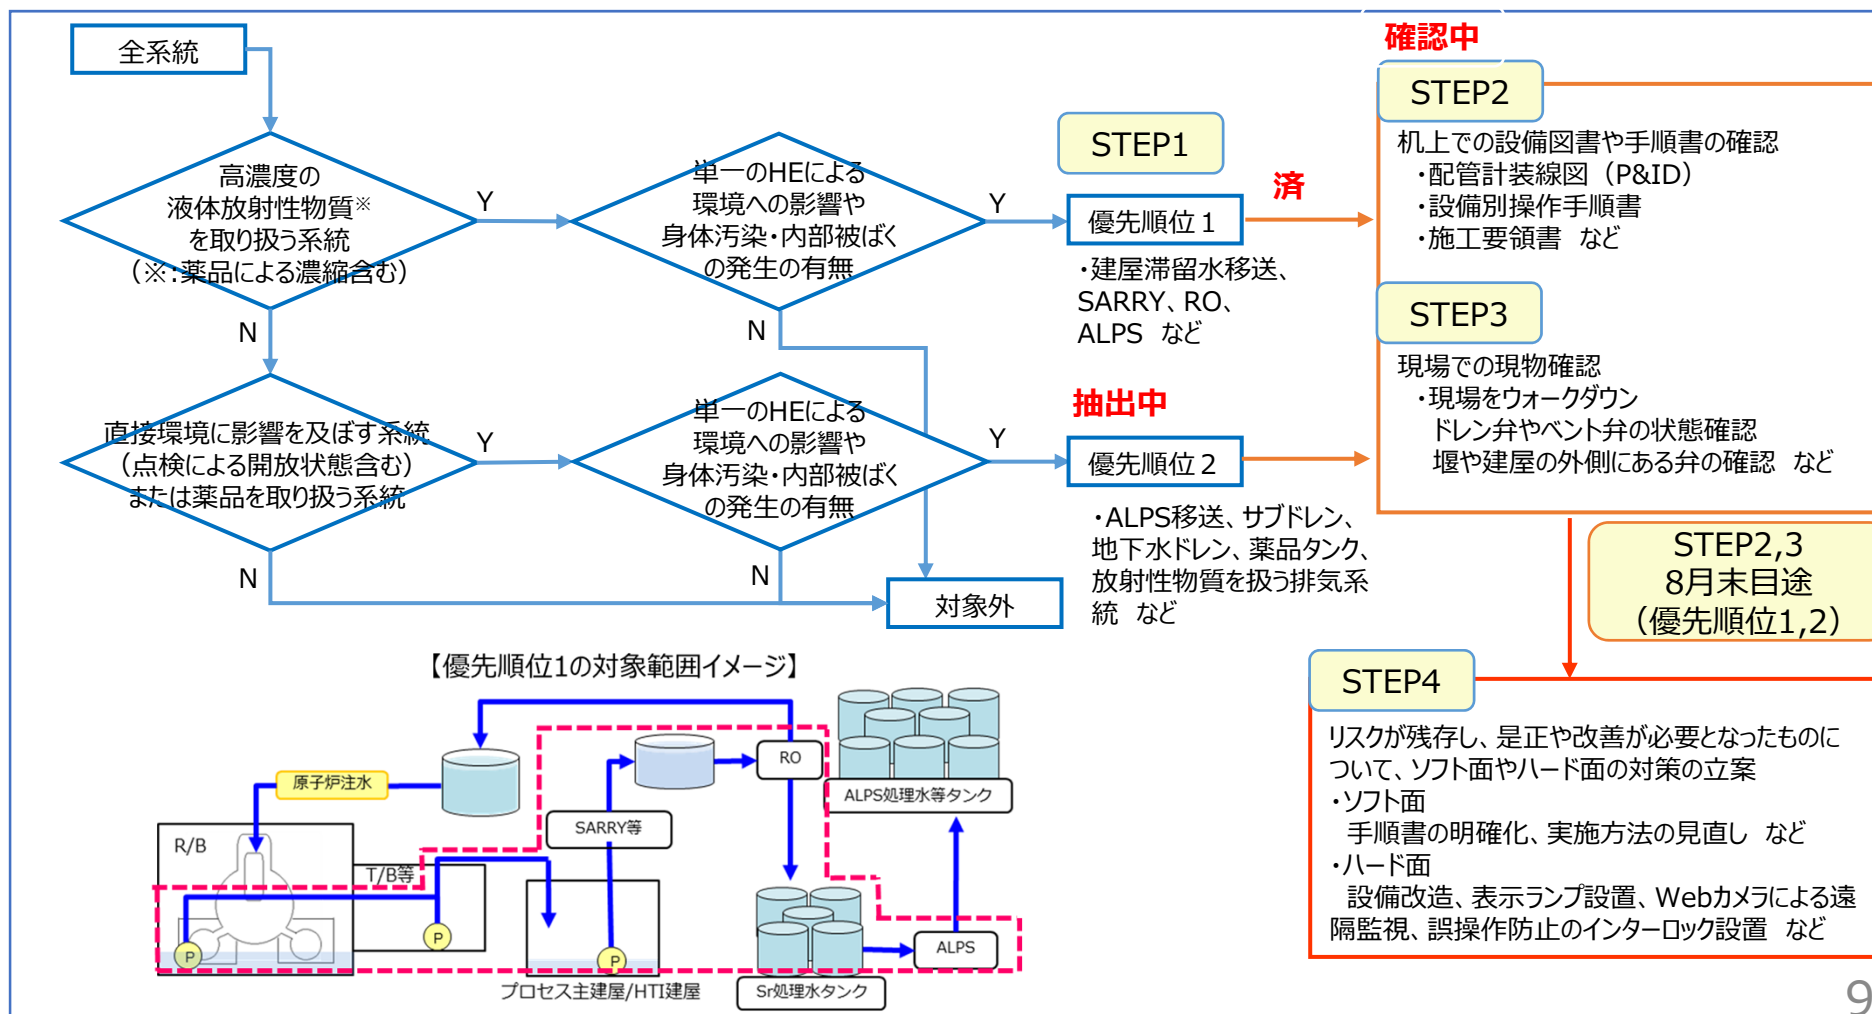 全系統
高濃度の
液体放射性物質※
を取り扱う系統
（※:薬品による濃縮含む）
Y
N
単一のHEによる
環境への影響や
身体汚染・内部被ばく
の発生の有無
Y
N
直接環境に影響を及ぼす系統
（点検による開放状態含む）
または薬品を取り扱う系統
Y
N
単一のHEによる
環境への影響や
身体汚染・内部被ばく
の発生の有無
Y
N
対象外
STEP1
優先順位１
済
・建屋滞留水移送、
SARRY、RO、
ALPS など
抽出中
優先順位２
・ALPS移送、サブドレン、
地下水ドレン、薬品タンク、
放射性物質を扱う排気系
統 など
確認中
STEP2
机上での設備図書や手順書の確認
・配管計装線図（P&ID）
・設備別操作手順書
・施工要領書 など
STEP3
現場での現物確認
・現場をウォークダウン
ドレン弁やベント弁の状態確認
堰や建屋の外側にある弁の確認 など
STEP2,3
8月末目途
（優先順位1,2）
STEP4
リスクが残存し、是正や改善が必要となったものに
ついて、ソフト面やハード面の対策の立案
・ソフト面
手順書の明確化、実施方法の見直し など
・ハード面
設備改造、表示ランプ設置、Webカメラによる遠
隔監視、誤操作防止のインターロック設置 など
【優先順位1の対象範囲イメージ】
原子炉注水
R/B
T/B等
P
P
SARRY等
P
プロセス主建屋/HTI建屋
RO
ALPS処理水等タンク
Sr処理水タンク
ALPS
9